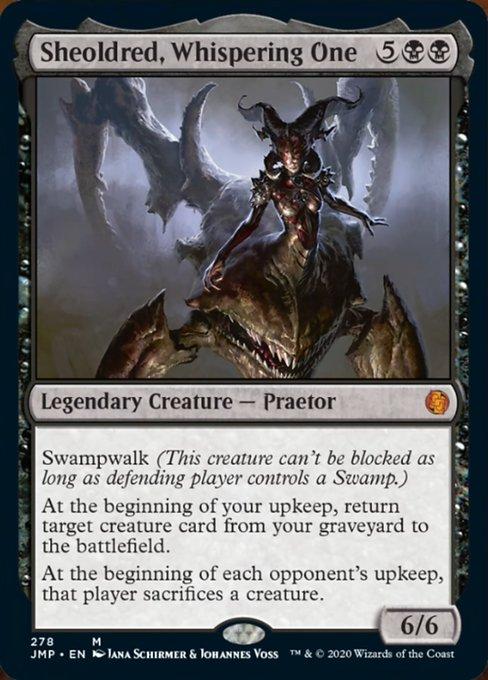 Sheoldred, Whispering One 5
Legendary Creature — Praetor
Swampwalk (This creature can't be blocked as
long as defending player controls a Swamp.)
At the beginning of your upkeep, return
target creature card from your graveyard to
the battlefield.
At the beginning of each opponent's upkeep,
that player sacrifices a creature.
6/6
278 M
JMP • EN Jana Schirmer & Johannes Voss ™ & © 2020 Wizards of the Coast